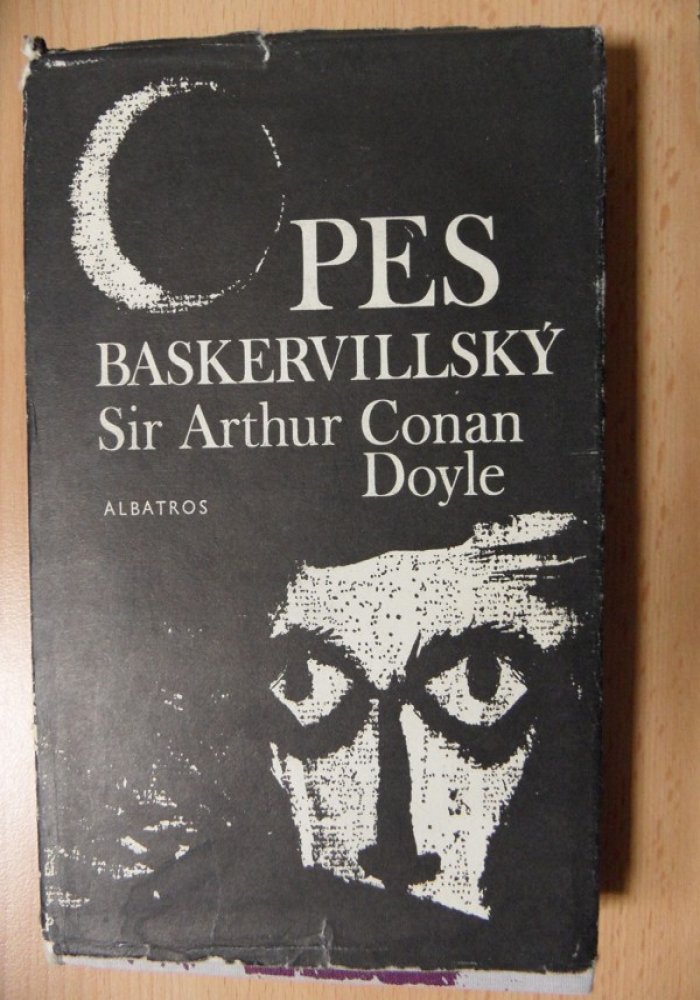 PES
BASKERVILLSKÝ
Sir Arthur Conan
Doyle
ALBATROS